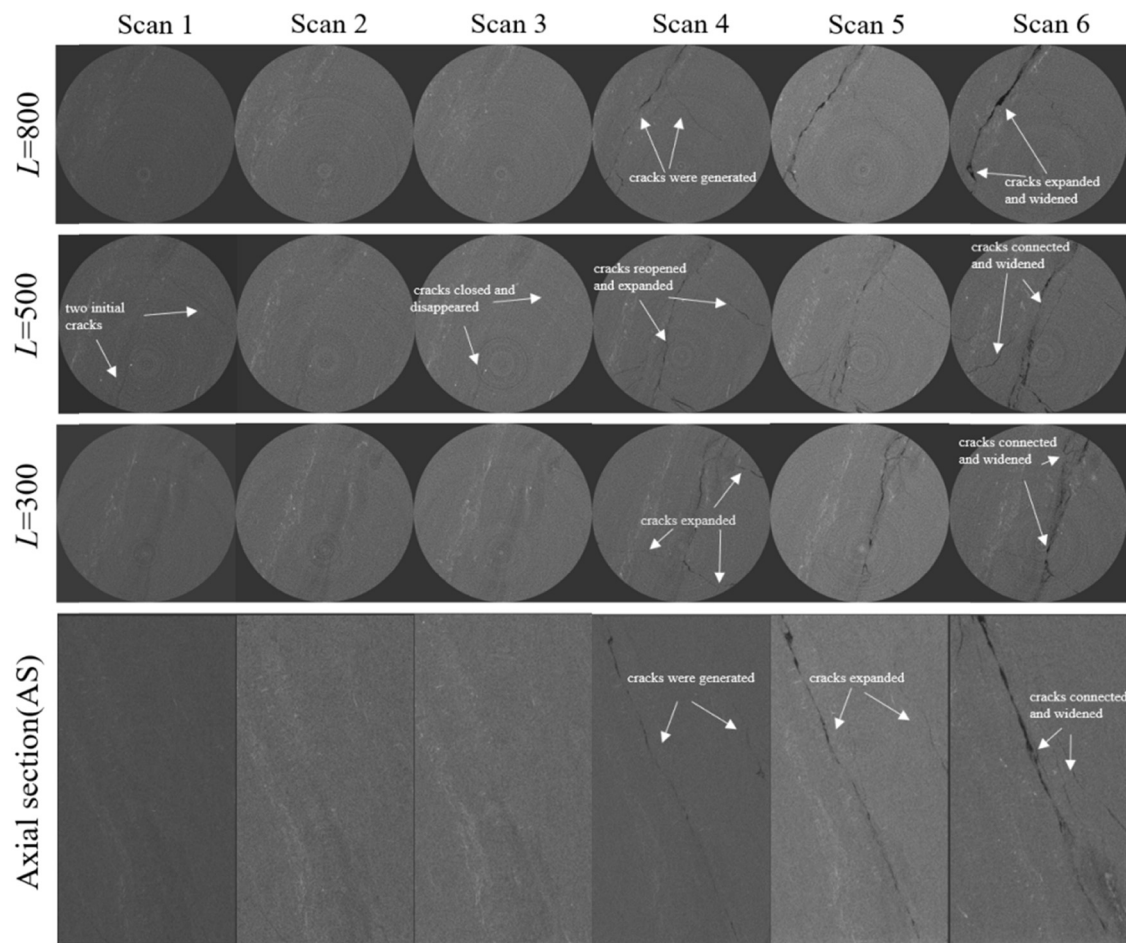 Scan 1
Scan 2
Scan 3
Scan 4
Scan 5
Scan 6
L=800
cracks were generated
cracks expanded
and widened
L=500
two initial
cracks
cracks closed and
disappeared
cracks reopened
and expanded
cracks connected
and widened
L=300
cracks expanded
cracks connected
and widened
Axial section(AS)
cracks were generated
cracks expanded
cracks connected
and widened